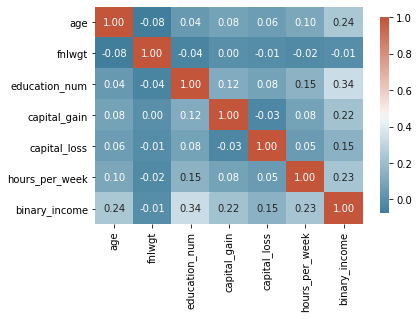 age 1.00 -0.08 0.04 0.08 0.06 0.10 0.24
fnlwgt -0.08 1.00 -0.04 0.00 -0.01 -0.02 -0.01
education_num 0.04 -0.04 1.00 0.12 0.08 0.15 0.34
capital_gain 0.08 0.00 0.12 1.00 -0.03 0.08 0.22
capital_loss 0.06 -0.01 0.08 -0.03 1.00 0.05 0.15
hours_per_week 0.10 -0.02 0.15 0.08 0.05 1.00 0.23
binary_income 0.24 -0.01 0.34 0.22 0.15 0.23 1.00
age
fnlwgt
education_num
capital_gain
capital_loss
hours_per_week
binary_income
1.0
0.8
0.6
0.4
0.2
0.0